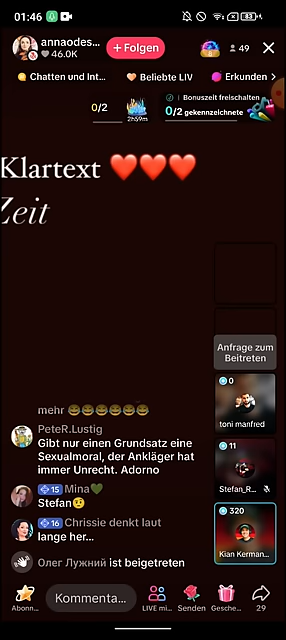 01:46
83
annaodes...
46.0K
+ Folgen
49
Chatten und Int...
Beliebte LIV
Erkunden
0/2
2h59m
Bonuszeit freischalten
0/2 gekennzeichnete
Klartext ❤️❤️❤️
Zeit
Anfrage zum
Beitreten
0
toni manfred
mehr 😂😂😂😂😂😂
PeteR.Lustig
Gibt nur einen Grundsatz eine
Sexualmoral, der Ankläger hat
immer Unrecht. Adorno
11
Stefan_R...
15 Mina💚
Stefan🤨
16 Chrissie denkt laut
lange her...
320
Kian Kerman...
Олег Лужний ist beigetreten
Abonn...
Kommenta...
LIVE mi...
Senden
Gesche...
29